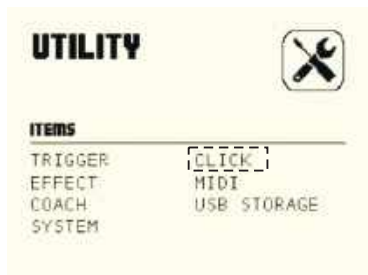 UTILITY
ITEMS
TRIGGER CLICK
EFFECT MIDI
COACH USB STORAGE
SYSTEM